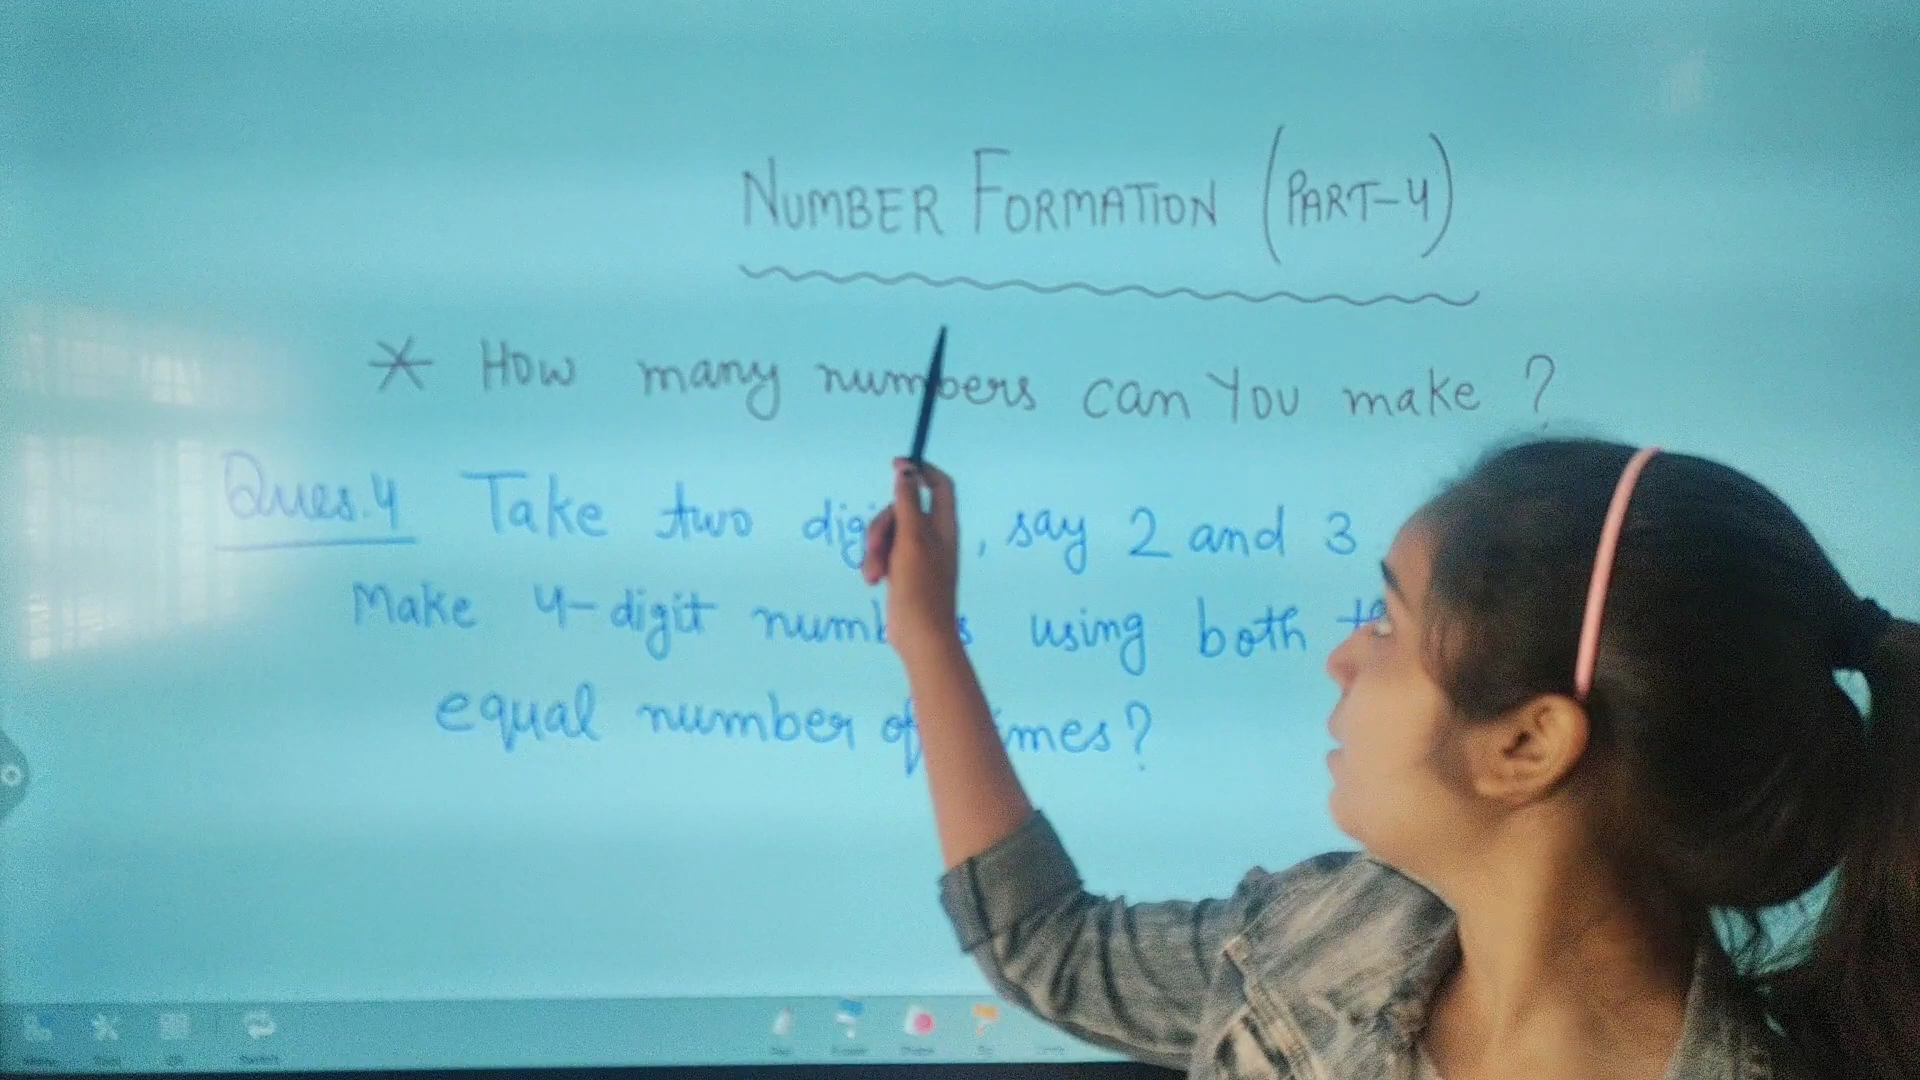 NUMBER FORMATION (PART-4)
* How many numbers can You make ?
Ques.4 Take two , say 2 and 3
Make 4-digit using both
equal number of ?